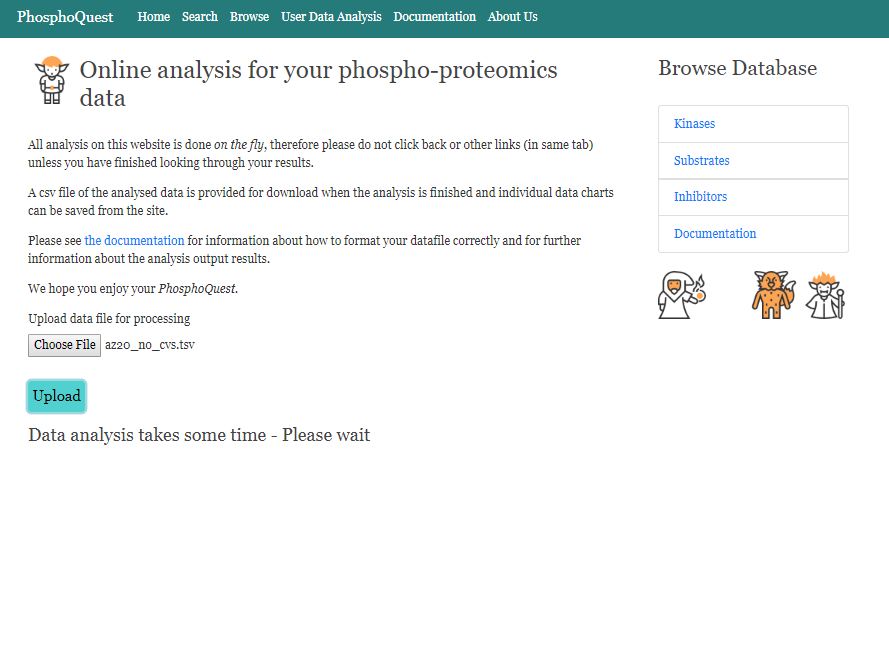 PhosphoQuest Home Search Browse User Data Analysis Documentation About Us
Online analysis for your phospho-proteomics
data
All analysis on this website is done on the fly, therefore please do not click back or other links (in same tab)
unless you have finished looking through your results.
A csv file of the analysed data is provided for download when the analysis is finished and individual data charts
can be saved from the site.
Please see the documentation for information about how to format your datafile correctly and for further
information about the analysis output results.
We hope you enjoy your PhosphoQuest.
Upload data file for processing
Choose File az20_no_cvs.tsv
Upload
Data analysis takes some time - Please wait
Browse Database
Kinases
Substrates
Inhibitors
Documentation